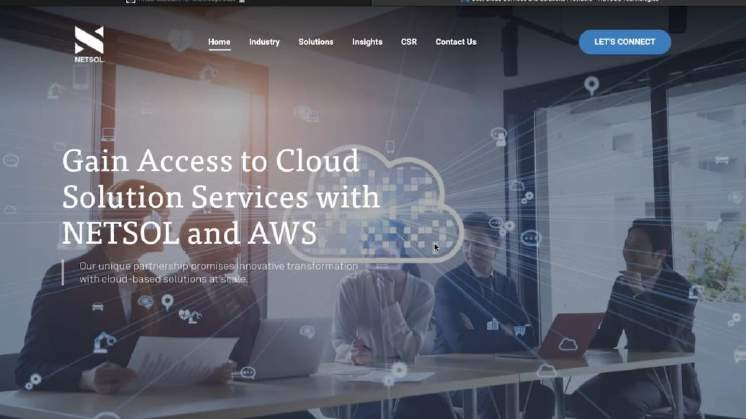 NETSOL
Home
Industry
Solutions
Insights
CSR
Contact Us
LET'S CONNECT
Gain Access to Cloud
Solution Services with
NETSOL and AWS
Our unique partnership promises innovative transformation
with cloud-based solutions at scale.